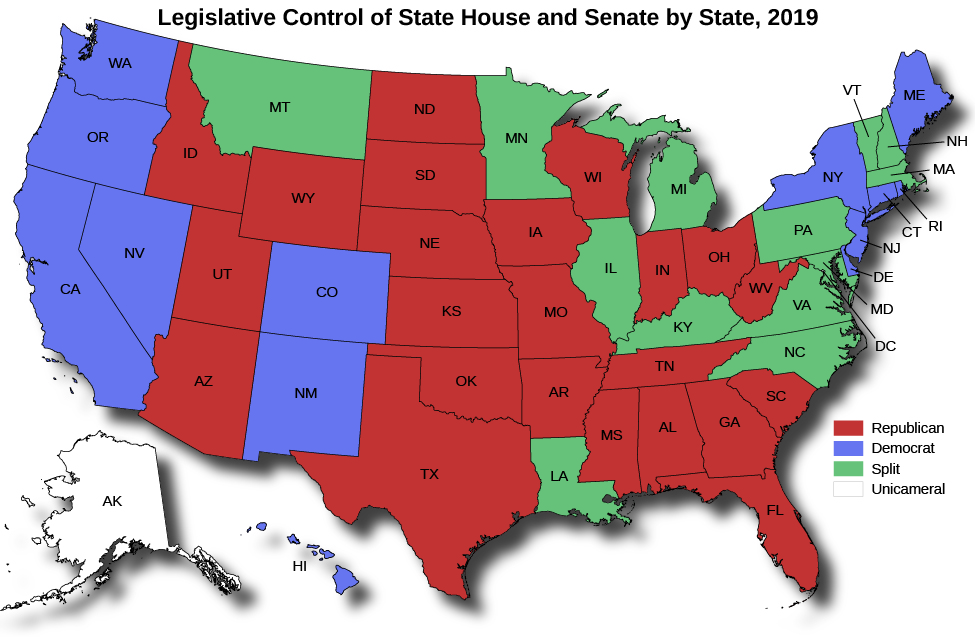 Legislative Control of State House and Senate by State, 2019
WA
OR
CA
NV
ID
MT
WY
UT
CO
AZ
NM
ND
SD
NE
KS
OK
TX
MN
IA
MO
AR
LA
WI
IL
MI
IN
OH
KY
TN
MS
AL
GA
FL
SC
NC
VA
WV
PA
NY
VT
ME
NH
MA
RI
CT
NJ
DE
MD
DC
AK
HI
Republican
Democrat
Split
Unicameral